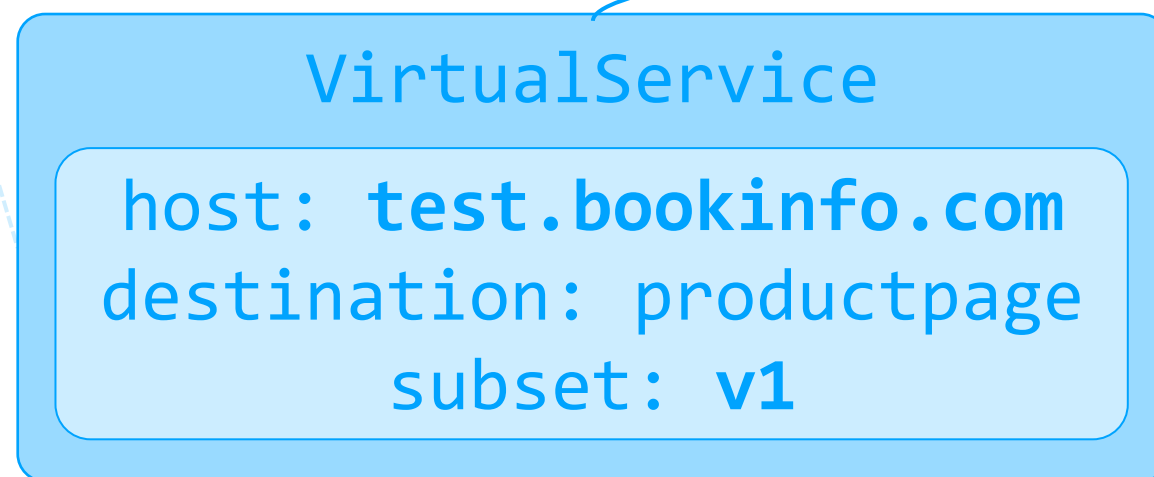 VirtualService
host: test.bookinfo.com
destination: productpage
subset: v1